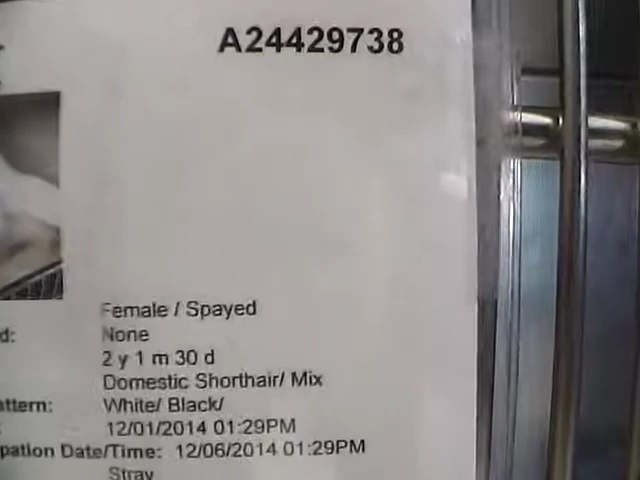 A24429738
Female / Spayed
d: None
2 y 1 m 30 d
Domestic Shorthair/ Mix
attern: White/ Black/
: 12/01/2014 01:29PM
pation Date/Time: 12/06/2014 01:29PM
Stray